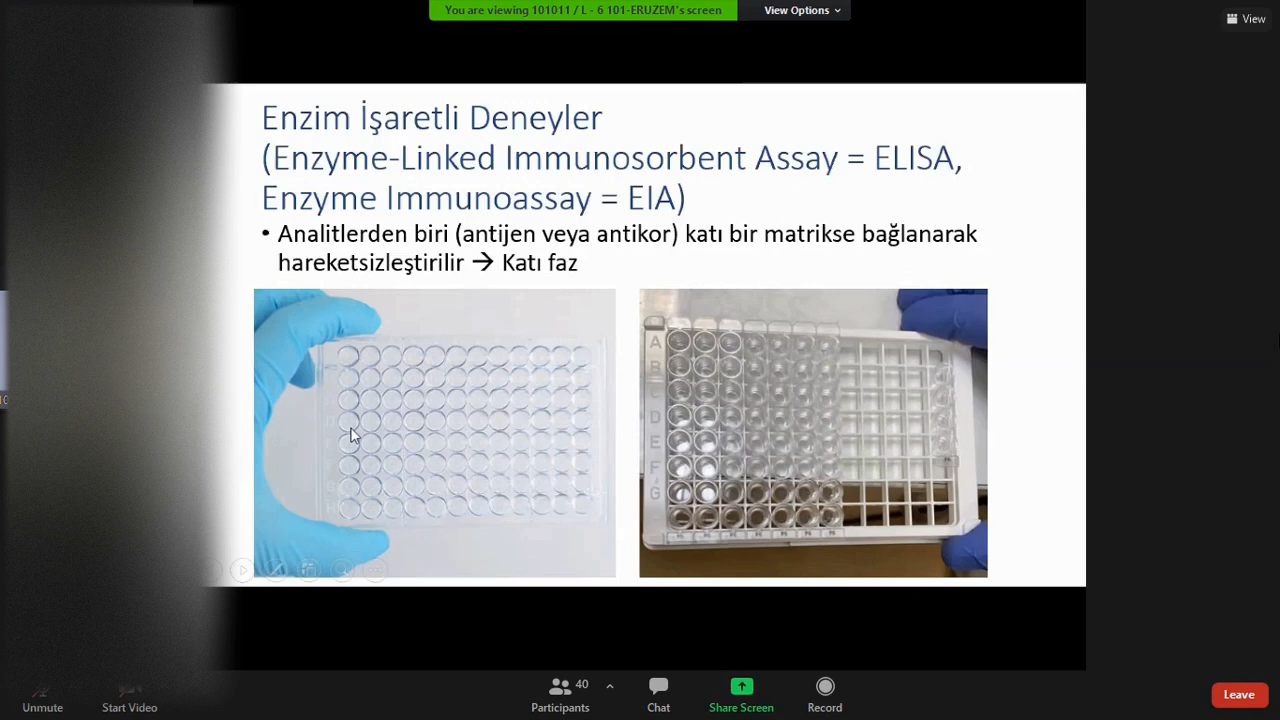 You are viewing 101011 / L - 6 101-ERUZEM's screen
View Options
View
Enzim İşaretli Deneyler
(Enzyme-Linked Immunosorbent Assay = ELISA,
Enzyme Immunoassay = EIA)
• Analitlerden biri (antijen veya antikor) katı bir matrikse bağlanarak
hareketsizleştirilir → Katı faz
A
B
C
D
E
F
G
Unmute
Start Video
Participants
40
Chat
Share Screen
Record
Leave